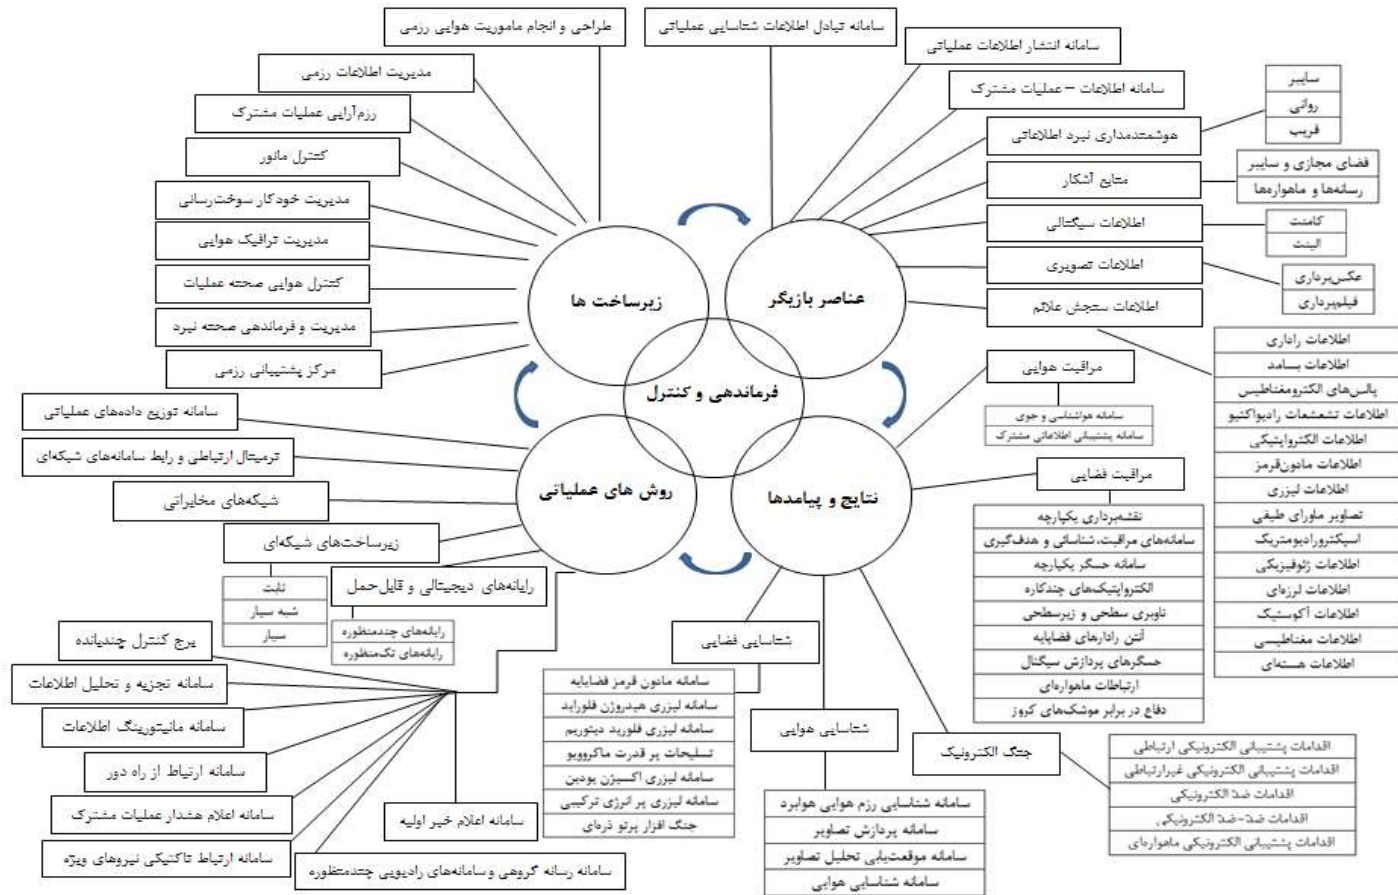 طراحی و انجام ماموریت هوایی رزمی
مدیریت اطلاعات رزمی
رزم‌آرایی عملیات مشترک
کنترل مانور
مدیریت خودکار سوخت‌رسانی
مدیریت ترافیک هوایی
کنترل هوایی صحنه عملیات
مدیریت و فرماندهی صحنه نبرد
مرکز پشتیبانی رزمی
زیرساخت ها
سامانه تبادل اطلاعات شناسایی عملیاتی
سامانه انتشار اطلاعات عملیاتی
سامانه اطلاعات – عملیات مشترک
هوشمندمداری نبرد اطلاعاتی
سایبر
روانی
فریب
منابع آشکار
فضای مجازی و سایبر
رسانه‌ها و ماهواره‌ها
اطلاعات سیگنالی
کامنت
الینت
اطلاعات تصویری
عکس‌برداری
فیلم‌برداری
اطلاعات سنجش علائم
اطلاعات راداری
اطلاعات بسامد
پالس‌های الکترومغناطیس
اطلاعات تشعشعات رادیواکتیو
اطلاعات الکترواپتیکی
اطلاعات مادون‌قرمز
اطلاعات لیزری
تصاویر ماورای طیفی
اسپکترورادیومتریک
اطلاعات ژئوفیزیکی
اطلاعات لرزه‌ای
اطلاعات آکوستیک
اطلاعات مغناطیسی
اطلاعات هسته‌ای
عناصر بازیگر
فرماندهی و کنترل
مراقبت هوایی
سامانه هواشناسی و جوی
سامانه پشتیبانی اطلاعاتی مشترک
مراقبت فضایی
نقشه‌برداری یکپارچه
سامانه‌های مراقبت، شناسائی و هدف‌گیری
سامانه حسگر یکپارچه
الکترواپتیک‌های چندکاره
ناوبری سطحی و زیرسطحی
آنتن رادارهای فضاپایه
حسگرهای پردازش سیگنال
ارتباطات ماهواره‌ای
دفاع در برابر موشک‌های کروز
نتایج و پیامدها
جنگ الکترونیک
اقدامات پشتیبانی الکترونیکی ارتباطی
اقدامات پشتیبانی الکترونیکی غیرارتباطی
اقدامات ضد الکترونیکی
اقدامات ضد-ضد الکترونیکی
اقدامات پشتیبانی الکترونیکی ماهواره‌ای
شناسایی هوایی
سامانه شناسایی رزم هوایی هوابرد
سامانه پردازش تصاویر
سامانه موقعت‌یابی تحلیل تصاویر
سامانه شناسایی هوایی
شناسایی فضایی
سامانه مادون قرمز فضاپایه
سامانه لیزری هیدروژن فلوراید
سامانه لیزری فلورید دیتوریم
تسلیحات پر قدرت ماکروویو
سامانه لیزری اکسیژن یودین
سامانه لیزری پر انرژی ترکیبی
جنگ افزار پرتو ذره‌ای
روش های عملیاتی
سامانه توزیع داده‌های عملیاتی
ترمینال ارتباطی و رابط سامانه‌های شبکه‌ای
شبکه‌های مخابراتی
زیرساخت‌های شبکه‌ای
ثابت
شبه سیار
سیار
رایانه‌های دیجیتالی و قابل‌حمل
رایانه‌های چندمنظوره
رایانه‌های تک‌منظوره
برج کنترل چندبانده
سامانه تجزیه و تحلیل اطلاعات
سامانه مانیتورینگ اطلاعات
سامانه ارتباط از راه دور
سامانه اعلام هشدار عملیات مشترک
سامانه ارتباط تاکتیکی نیروهای ویژه
سامانه رسانه گروهی و سامانه‌های رادیویی چندمنظوره
سامانه اعلام خبر اولیه